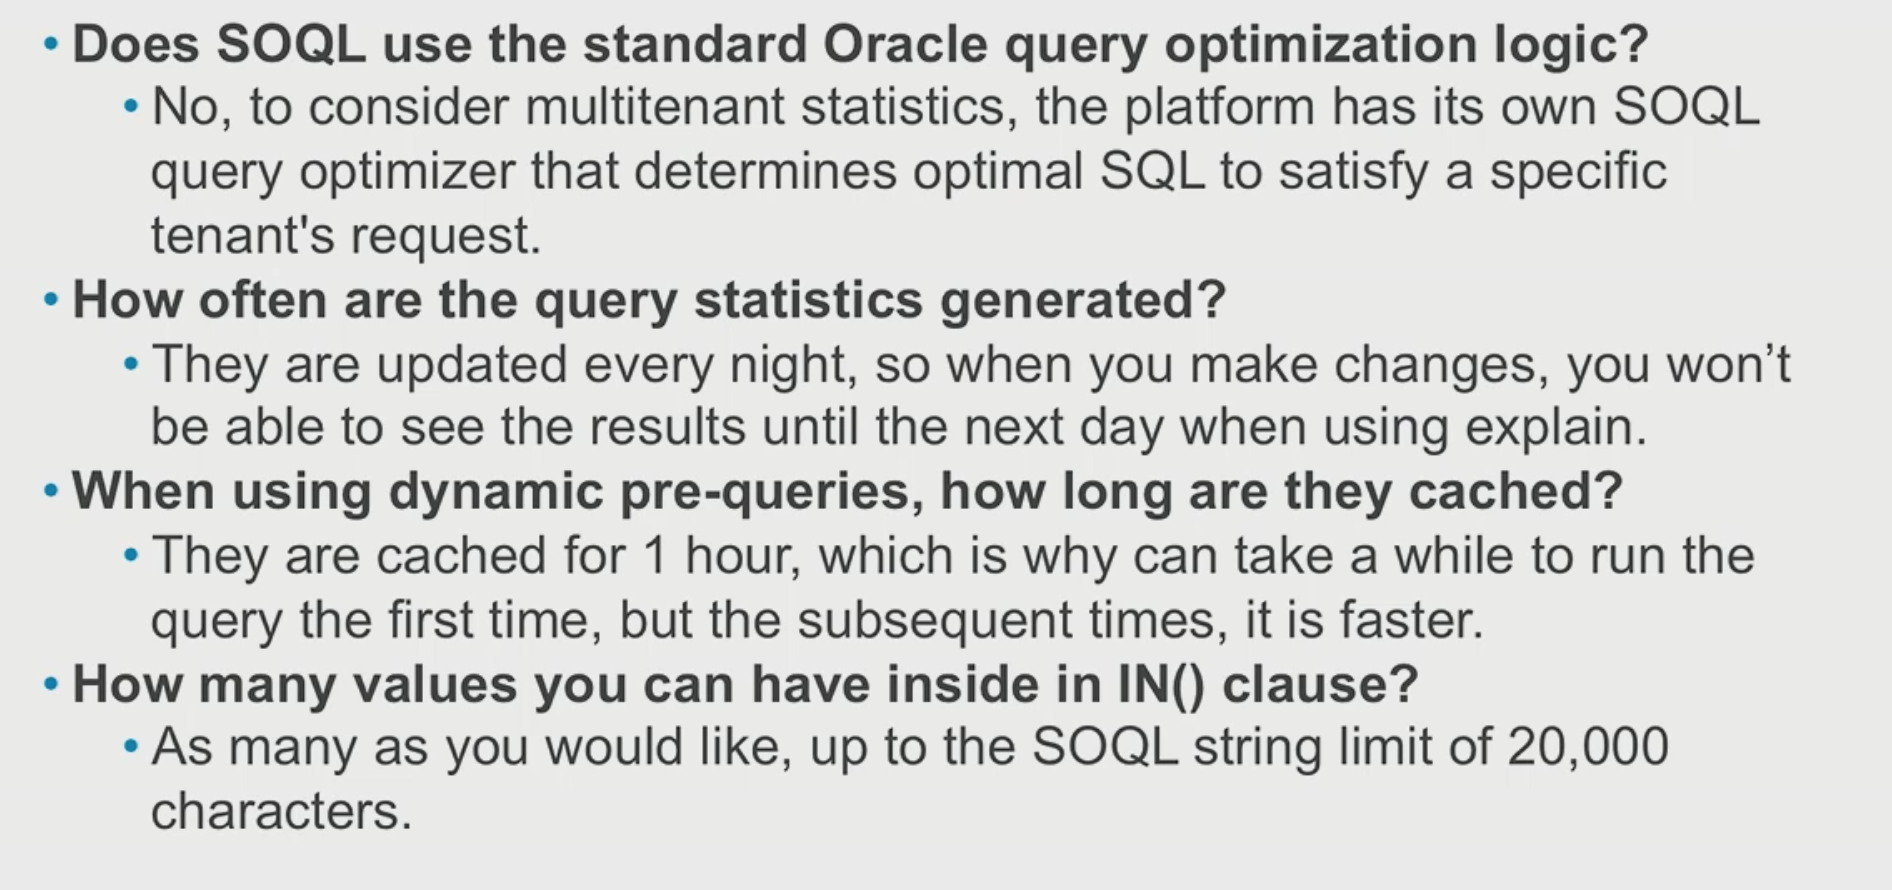 • Does SOQL use the standard Oracle query optimization logic?
• No, to consider multitenant statistics, the platform has its own SOQL
query optimizer that determines optimal SQL to satisfy a specific
tenant's request.
• How often are the query statistics generated?
• They are updated every night, so when you make changes, you won’t
be able to see the results until the next day when using explain.
• When using dynamic pre-queries, how long are they cached?
• They are cached for 1 hour, which is why can take a while to run the
query the first time, but the subsequent times, it is faster.
• How many values you can have inside in IN() clause?
• As many as you would like, up to the SOQL string limit of 20,000
characters.